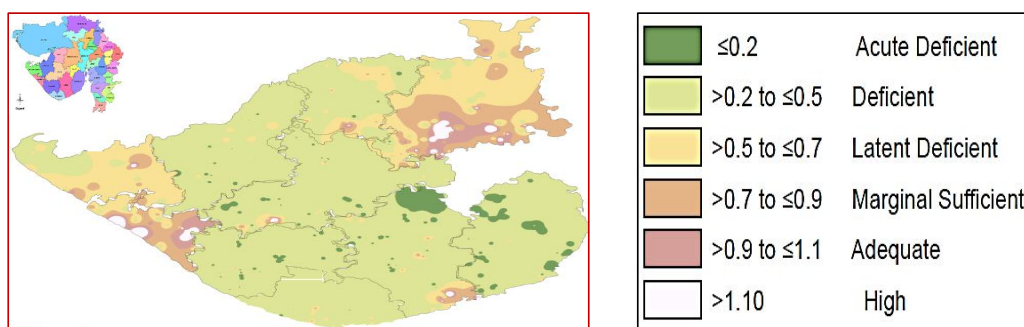 ≤0.2 Acute Deficient
>0.2 to ≤0.5 Deficient
>0.5 to ≤0.7 Latent Deficient
>0.7 to ≤0.9 Marginal Sufficient
>0.9 to ≤1.1 Adequate
>1.10 High